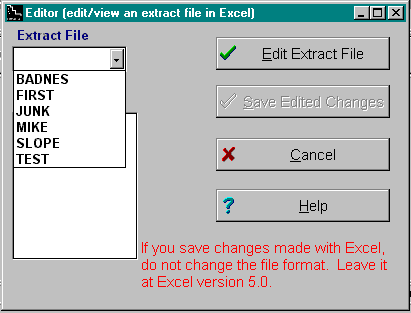 Editor (edit/view an extract file in Excel)
Extract File
BADNES
FIRST
JUNK
MIKE
SLOPE
TEST
Edit Extract File
Save Edited Changes
Cancel
Help
If you save changes made with Excel,
do not change the file format. Leave it
at Excel version 5.0.